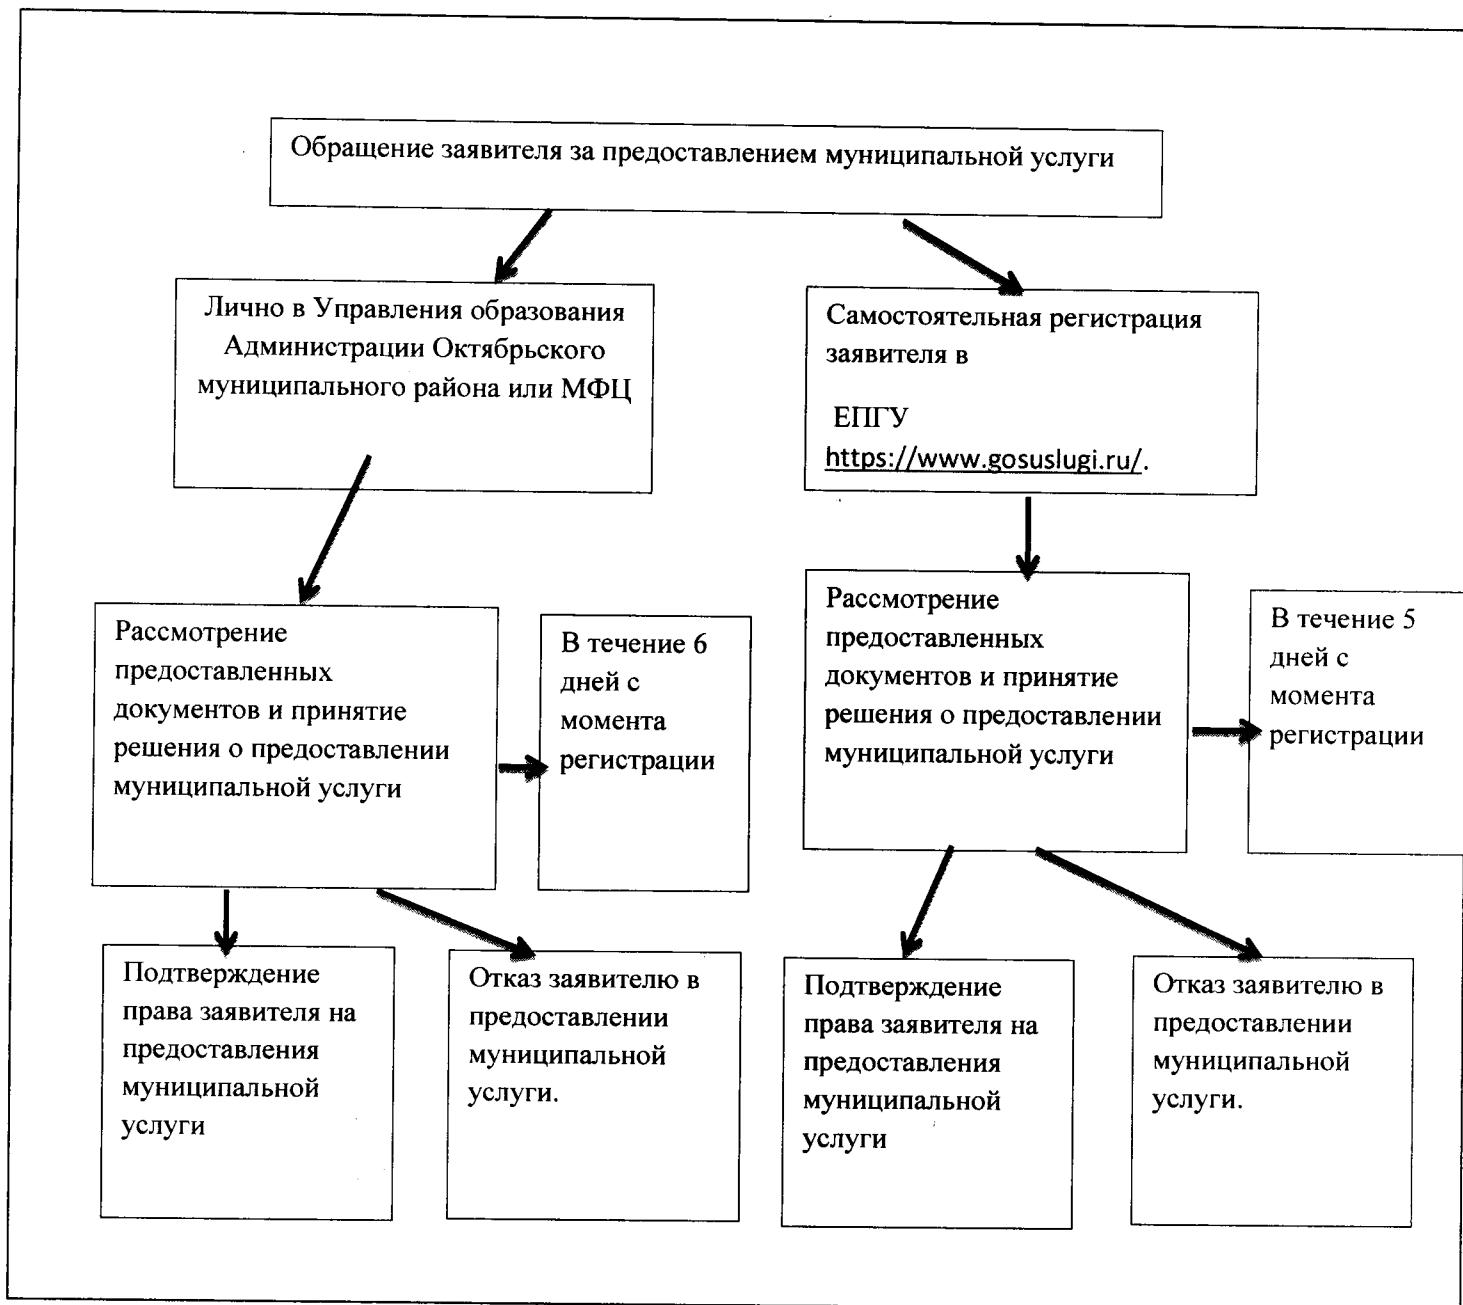 Обращение заявителя за предоставлением муниципальной услуги
Лично в Управления образования
Администрации Октябрьского
муниципального района или МФЦ
Самостоятельная регистрация
заявителя в
ЕПГУ
https://www.gosuslugi.ru/.
Рассмотрение
предоставленных
документов и принятие
решения о предоставлении
муниципальной услуги
В течение 6
дней с
момента
регистрации
Рассмотрение
предоставленных
документов и принятие
решения о предоставлении
муниципальной услуги
В течение 5
дней с
момента
регистрации
Подтверждение
права заявителя на
предоставления
муниципальной
услуги
Отказ заявителю в
предоставлении
муниципальной
услуги.
Подтверждение
права заявителя на
предоставления
муниципальной
услуги
Отказ заявителю в
предоставлении
муниципальной
услуги.